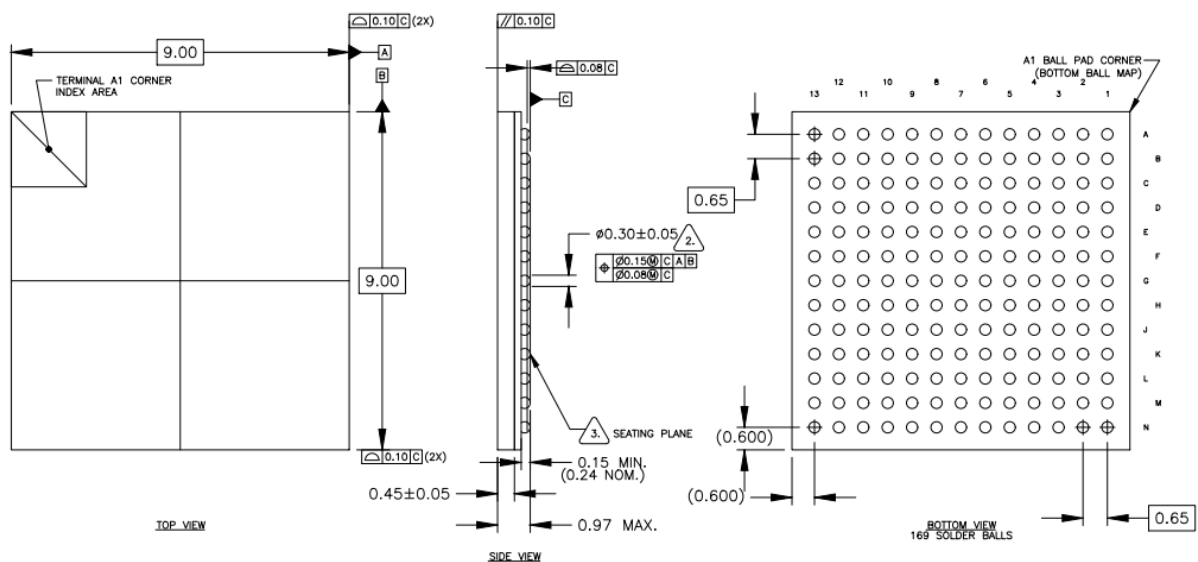 ⌓ 0.10 C (2X)
9.00
A
B
TERMINAL A1 CORNER
INDEX AREA
9.00
⌓ 0.10 C (2X)
TOP VIEW
// 0.10 C
⌓ 0.08 C
C
ø0.30±0.05 2.
⌖ Ø0.15Ⓜ C A B
Ø0.08Ⓜ C
3. SEATING PLANE
0.15 MIN.
(0.24 NOM.)
0.45±0.05
0.97 MAX.
SIDE VIEW
A1 BALL PAD CORNER
(BOTTOM BALL MAP)
12 10 8 6 4 2
13 11 9 7 5 3 1
A
B
C
D
E
F
G
H
J
K
L
M
N
0.65
(0.600)
(0.600)
0.65
BOTTOM VIEW
169 SOLDER BALLS